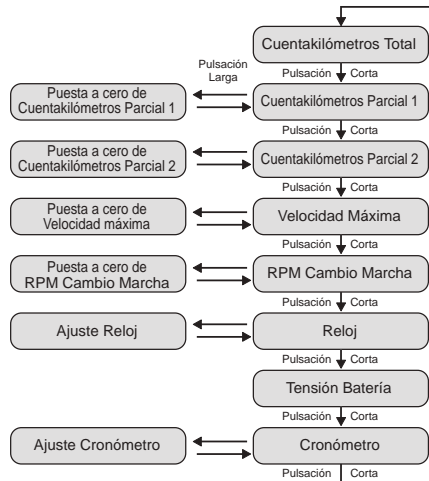 Cuentakilómetros Total
Pulsación Corta
Pulsación
Larga
Puesta a cero de
Cuentakilómetros Parcial 1
Cuentakilómetros Parcial 1
Pulsación Corta
Puesta a cero de
Cuentakilómetros Parcial 2
Cuentakilómetros Parcial 2
Pulsación Corta
Puesta a cero de
Velocidad máxima
Velocidad Máxima
Pulsación Corta
Puesta a cero de
RPM Cambio Marcha
RPM Cambio Marcha
Pulsación Corta
Ajuste Reloj
Reloj
Pulsación Corta
Tensión Batería
Pulsación Corta
Ajuste Cronómetro
Cronómetro
Pulsación Corta